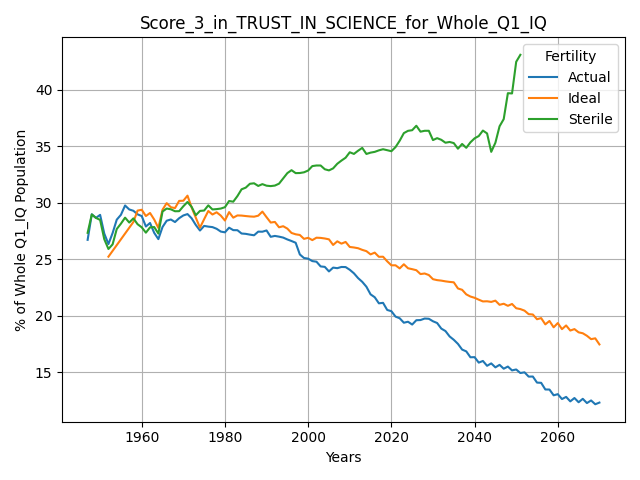 Score_3_in_TRUST_IN_SCIENCE_for_Whole_Q1_IQ
Fertility
Actual
Ideal
Sterile
% of Whole Q1_IQ Population
40
35
30
25
20
15
1960 1980 2000 2020 2040 2060
Years